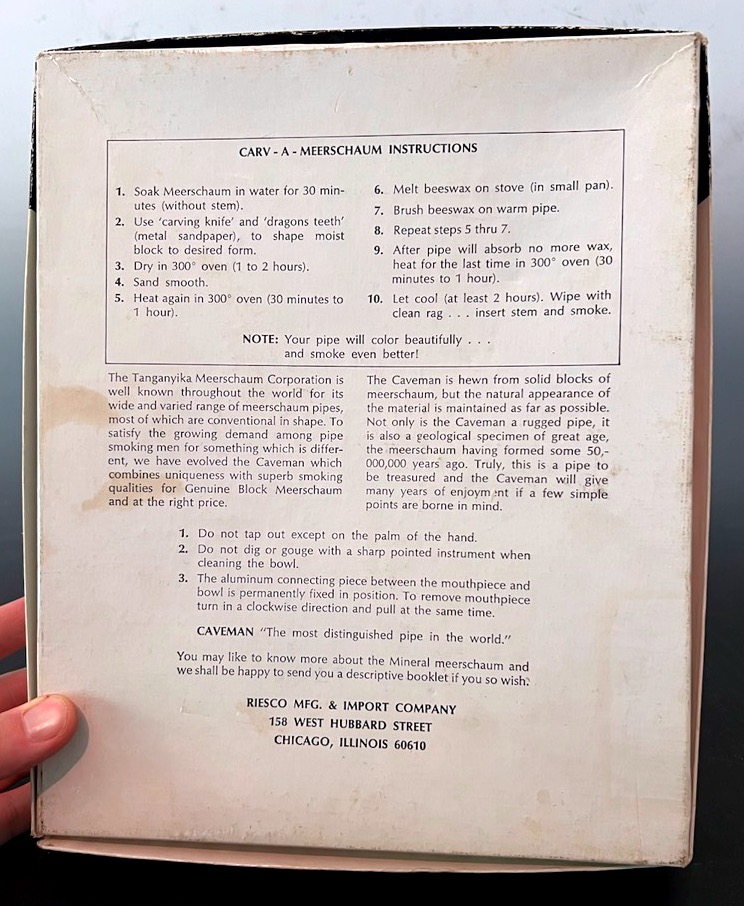 CARV - A - MEERSCHAUM INSTRUCTIONS
1. Soak Meerschaum in water for 30 min-
utes (without stem).
2. Use 'carving knife' and 'dragons teeth'
(metal sandpaper), to shape moist
block to desired form.
3. Dry in 300° oven (1 to 2 hours).
4. Sand smooth.
5. Heat again in 300° oven (30 minutes to
1 hour).
6. Melt beeswax on stove (in small pan).
7. Brush beeswax on warm pipe.
8. Repeat steps 5 thru 7.
9. After pipe will absorb no more wax,
heat for the last time in 300° oven (30
minutes to 1 hour).
10. Let cool (at least 2 hours). Wipe with
clean rag . . . insert stem and smoke.
NOTE: Your pipe will color beautifully . . .
and smoke even better!
The Tanganyika Meerschaum Corporation is
well known throughout the world for its
wide and varied range of meerschaum pipes,
most of which are conventional in shape. To
satisfy the growing demand among pipe
smoking men for something which is differ-
ent, we have evolved the Caveman which
combines uniqueness with superb smoking
qualities for Genuine Block Meerschaum
and at the right price.
The Caveman is hewn from solid blocks of
meerschaum, but the natural appearance of
the material is maintained as far as possible.
Not only is the Caveman a rugged pipe, it
is also a geological specimen of great age,
the meerschaum having formed some 50,-
000,000 years ago. Truly, this is a pipe to
be treasured and the Caveman will give
many years of enjoyment if a few simple
points are borne in mind.
1. Do not tap out except on the palm of the hand.
2. Do not dig or gouge with a sharp pointed instrument when
cleaning the bowl.
3. The aluminum connecting piece between the mouthpiece and
bowl is permanently fixed in position. To remove mouthpiece
turn in a clockwise direction and pull at the same time.
CAVEMAN "The most distinguished pipe in the world."
You may like to know more about the Mineral meerschaum and
we shall be happy to send you a descriptive booklet if you so wish.
RIESCO MFG. & IMPORT COMPANY
158 WEST HUBBARD STREET
CHICAGO, ILLINOIS 60610